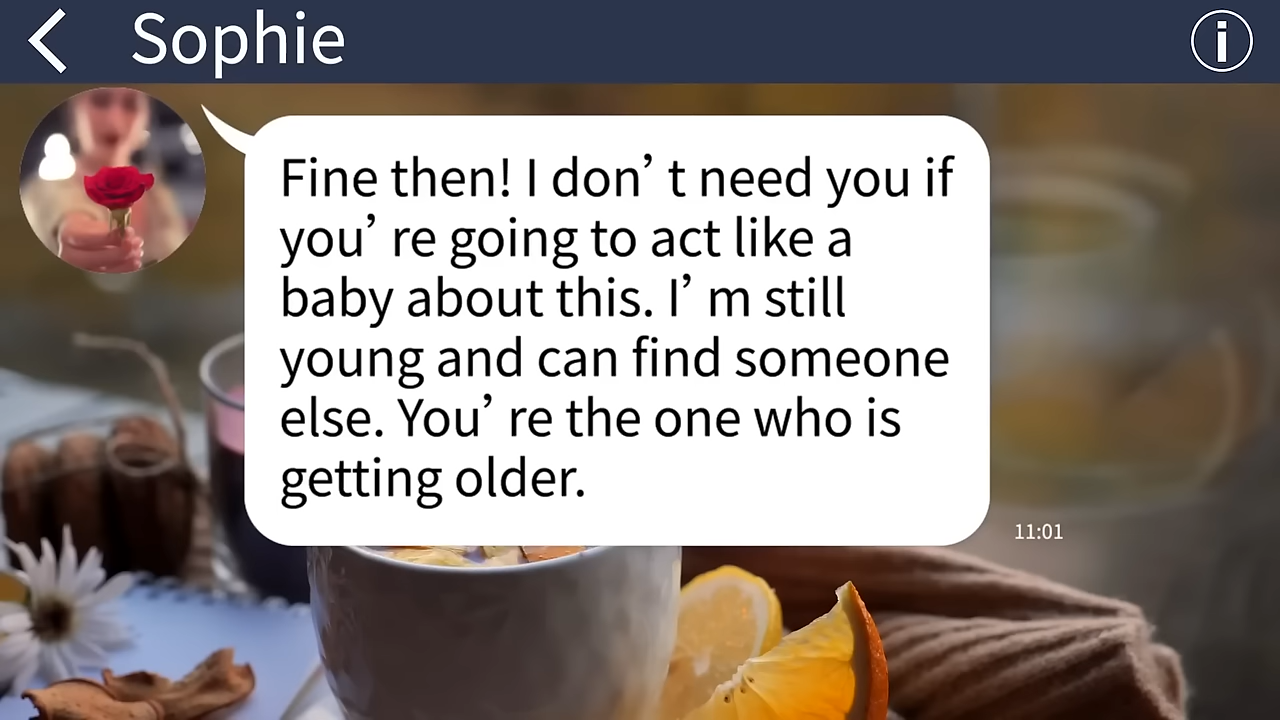 Sophie
Fine then! I don’ t need you if
you’ re going to act like a
baby about this. I’ m still
young and can find someone
else. You’ re the one who is
getting older.
11:01